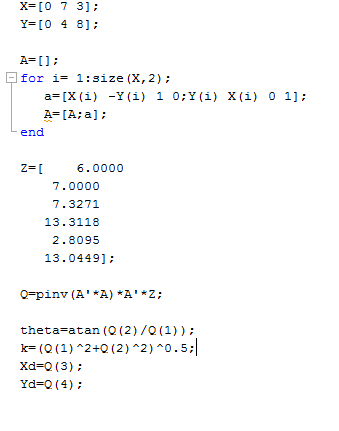 X=[0 7 3];
Y=[0 4 8];
A=[];
for i= 1:size(X,2);
a=[X(i) -Y(i) 1 0;Y(i) X(i) 0 1];
A=[A;a];
end
Z=[ 6.0000
7.0000
7.3271
13.3118
2.8095
13.0449];
Q=pinv(A'*A)*A'*Z;
theta=atan(Q(2)/Q(1));
k=(Q(1)^2+Q(2)^2)^0.5;
Xd=Q(3);
Yd=Q(4);